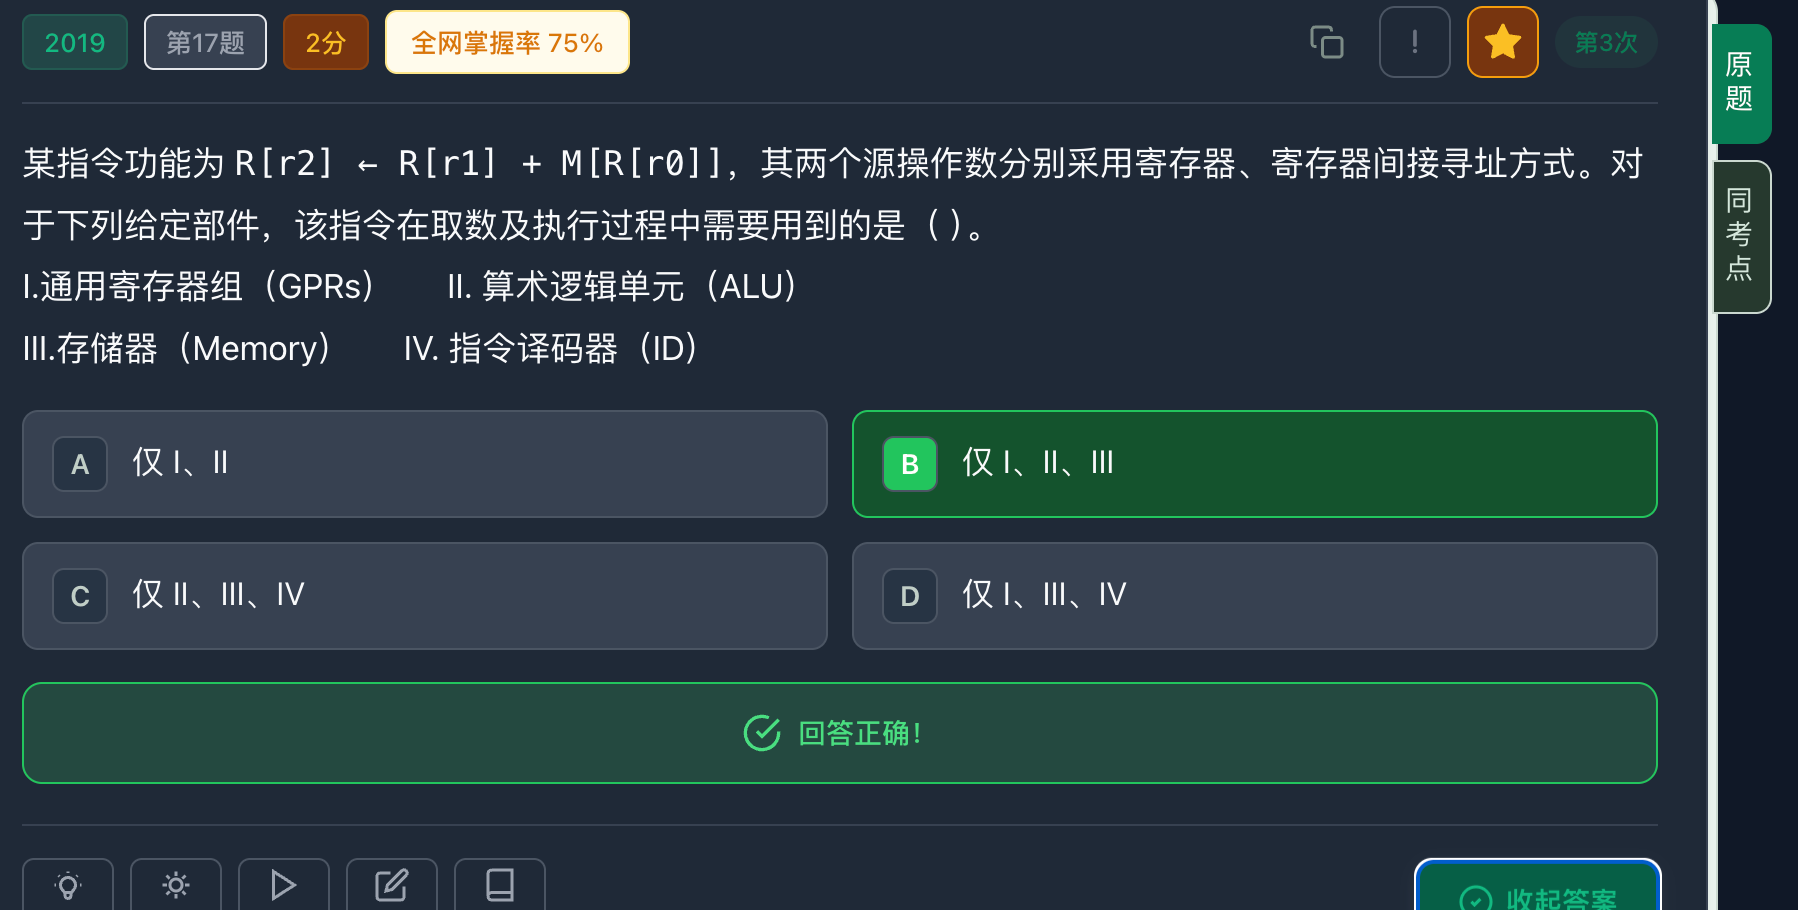 2019 第17题 2分 全网掌握率 75% ! 第3次
原题
同考点
某指令功能为 R[r2] ← R[r1] + M[R[r0]]，其两个源操作数分别采用寄存器、寄存器间接寻址方式。对
于下列给定部件，该指令在取数及执行过程中需要用到的是（ ）。
I.通用寄存器组（GPRs） II. 算术逻辑单元（ALU）
III.存储器（Memory） IV. 指令译码器（ID）
A 仅 I、II
B 仅 I、II、III
C 仅 II、III、IV
D 仅 I、III、IV
回答正确！
收起答案